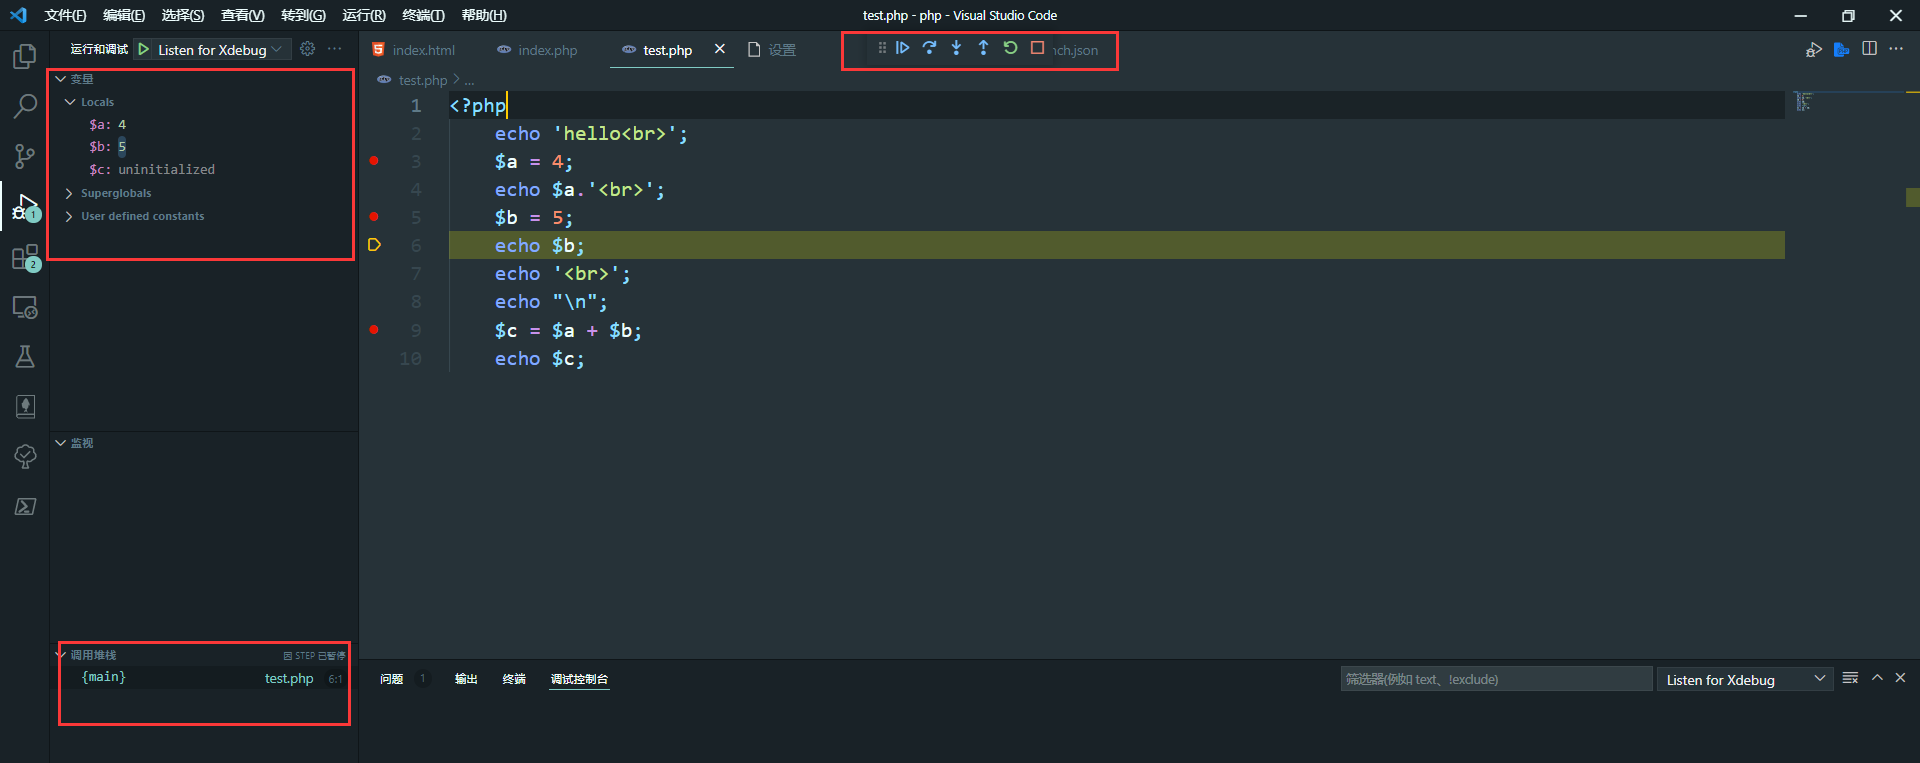 文件(F) 编辑(E) 选择(S) 查看(V) 转到(G) 运行(R) 终端(T) 帮助(H) test.php - php - Visual Studio Code
运行和调试 Listen for Xdebug
index.html index.php test.php 设置 nch.json
变量
Locals
$a: 4
$b: 5
$c: uninitialized
Superglobals
User defined constants
监视
调用堆栈 因 STEP 已暂停
{main} test.php 6:1
1
2
test.php > ...
1 <?php
2 echo 'hello<br>';
3 $a = 4;
4 echo $a.'<br>';
5 $b = 5;
6 echo $b;
7 echo '<br>';
8 echo "\n";
9 $c = $a + $b;
10 echo $c;
问题 1 输出 终端 调试控制台 筛选器(例如 text、!exclude) Listen for Xdebug